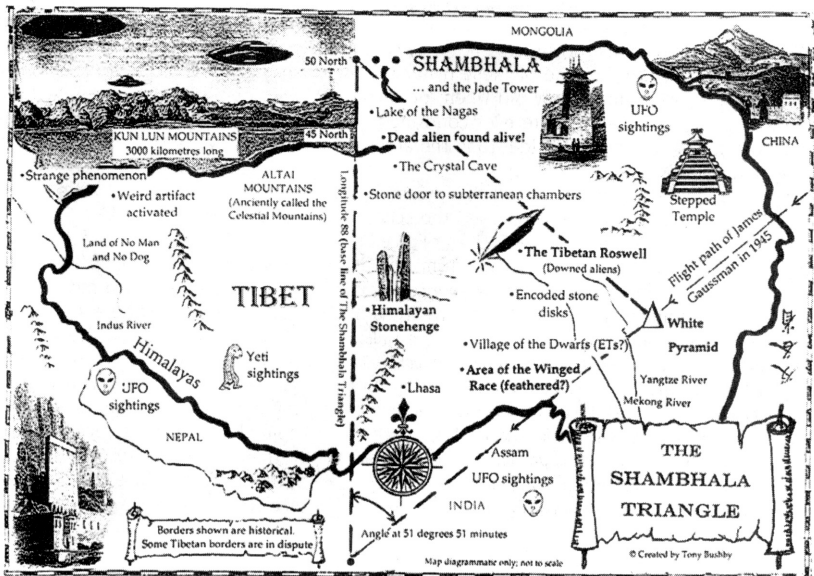 MONGOLIA
50 North
SHAMBHALA
... and the Jade Tower
•Lake of the Nagas
UFO
sightings
KUN LUN MOUNTAINS
3000 kilometres long
45 North
•Dead alien found alive!
CHINA
•Strange phenomenon
ALTAI
MOUNTAINS
(Anciently called the
Celestial Mountains)
•The Crystal Cave
•Weird artifact
activated
•Stone door to subterranean chambers
Stepped
Temple
Longitude 88 (base line of The Shambhala Triangle)
Land of No Man
and No Dog
•The Tibetan Roswell
(Downed aliens)
Flight path of James
Gaussman in 1945
TIBET
•Encoded stone
disks
•Himalayan
Stonehenge
White
Pyramid
Indus River
Himalayas
Yeti
sightings
•Village of the Dwarfs (ETs?)
•Area of the Winged
Race (feathered?)
Yangtze River
Mekong River
UFO
sightings
•Lhasa
NEPAL
•Assam
UFO sightings
INDIA
THE
SHAMBHALA
TRIANGLE
Borders shown are historical.
Some Tibetan borders are in dispute
Angle at 51 degrees 51 minutes
Map diagrammatic only; not to scale
© Created by Tony Bushby